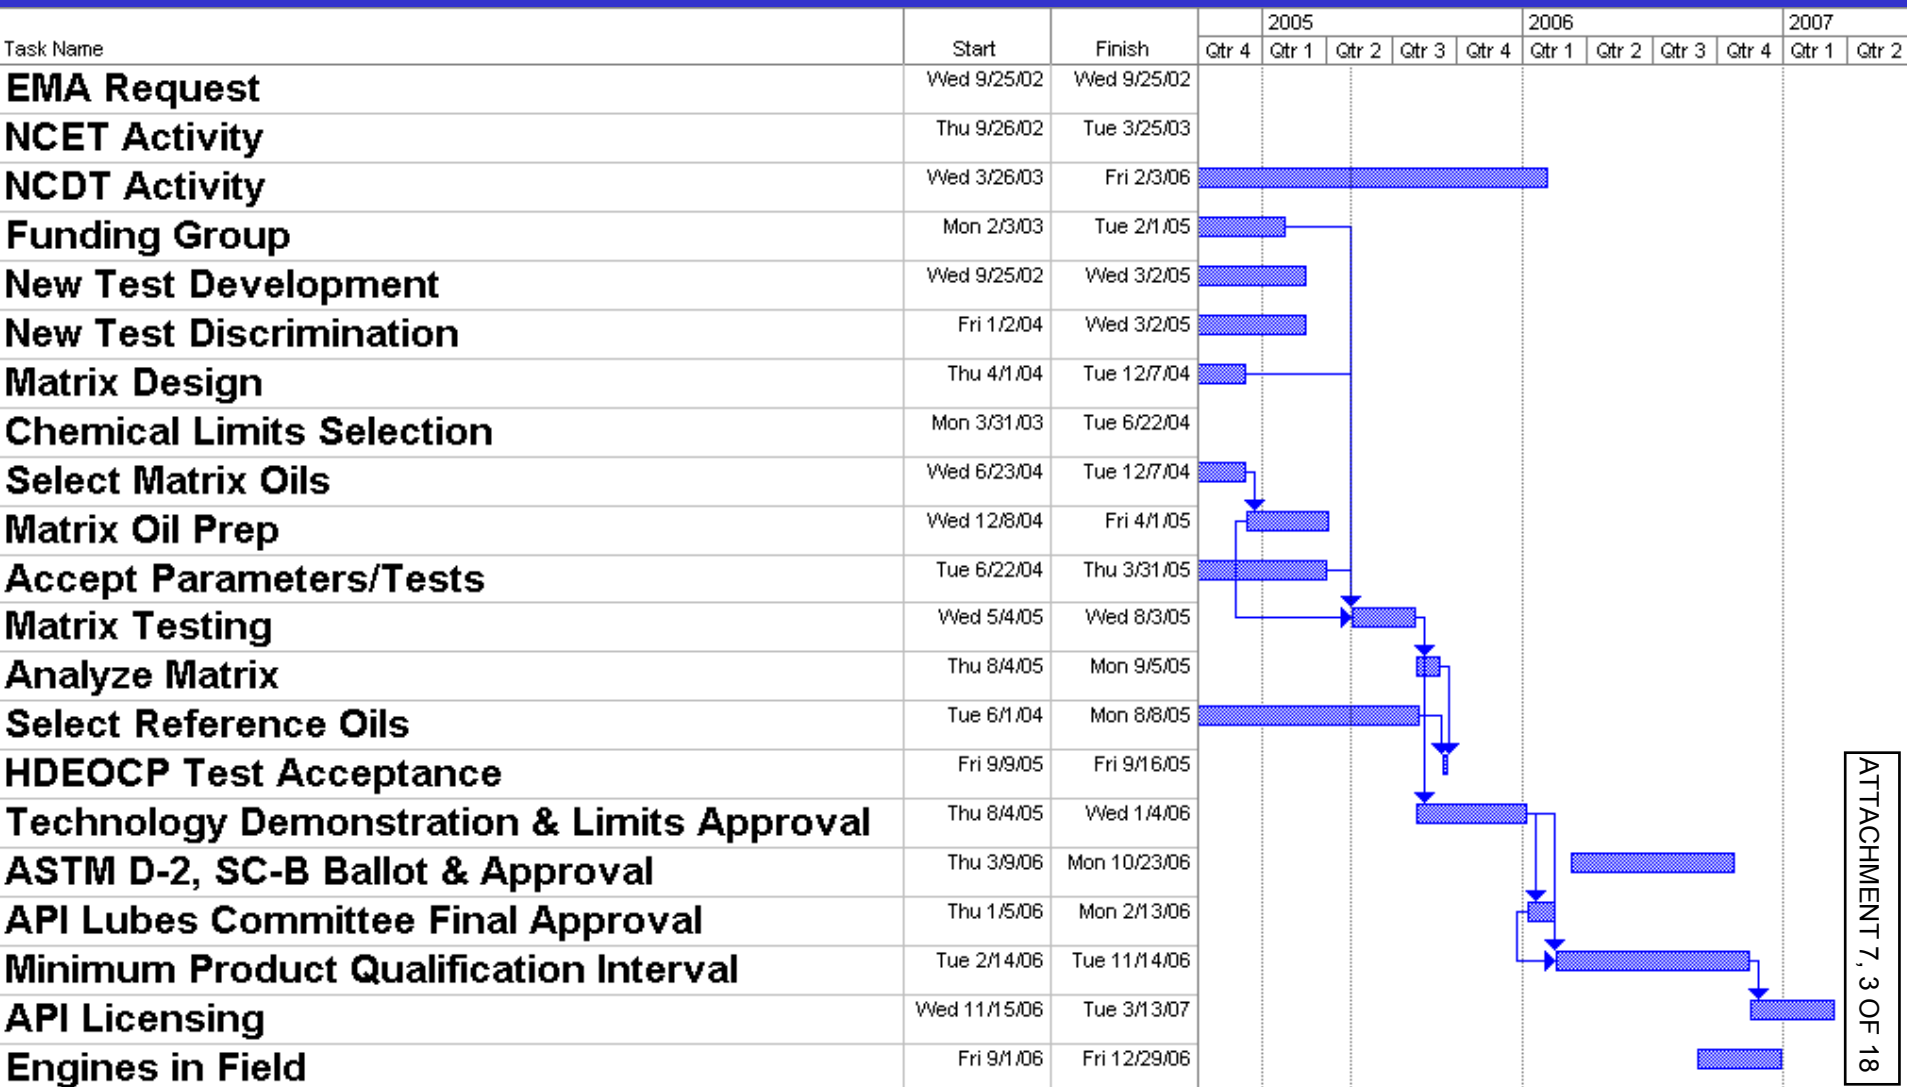 2005 2006 2007
Task Name Start Finish Qtr 4 Qtr 1 Qtr 2 Qtr 3 Qtr 4 Qtr 1 Qtr 2 Qtr 3 Qtr 4 Qtr 1 Qtr 2
EMA Request Wed 9/25/02 Wed 9/25/02
NCET Activity Thu 9/26/02 Tue 3/25/03
NCDT Activity Wed 3/26/03 Fri 2/3/06
Funding Group Mon 2/3/03 Tue 2/1/05
New Test Development Wed 9/25/02 Wed 3/2/05
New Test Discrimination Fri 1/2/04 Wed 3/2/05
Matrix Design Thu 4/1/04 Tue 12/7/04
Chemical Limits Selection Mon 3/31/03 Tue 6/22/04
Select Matrix Oils Wed 6/23/04 Tue 12/7/04
Matrix Oil Prep Wed 12/8/04 Fri 4/1/05
Accept Parameters/Tests Tue 6/22/04 Thu 3/31/05
Matrix Testing Wed 5/4/05 Wed 8/3/05
Analyze Matrix Thu 8/4/05 Mon 9/5/05
Select Reference Oils Tue 6/1/04 Mon 8/8/05
HDEOCP Test Acceptance Fri 9/9/05 Fri 9/16/05
Technology Demonstration & Limits Approval Thu 8/4/05 Wed 1/4/06
ASTM D-2, SC-B Ballot & Approval Thu 3/9/06 Mon 10/23/06
API Lubes Committee Final Approval Thu 1/5/06 Mon 2/13/06
Minimum Product Qualification Interval Tue 2/14/06 Tue 11/14/06
API Licensing Wed 11/15/06 Tue 3/13/07
Engines in Field Fri 9/1/06 Fri 12/29/06
ATTACHMENT 7, 3 OF 18